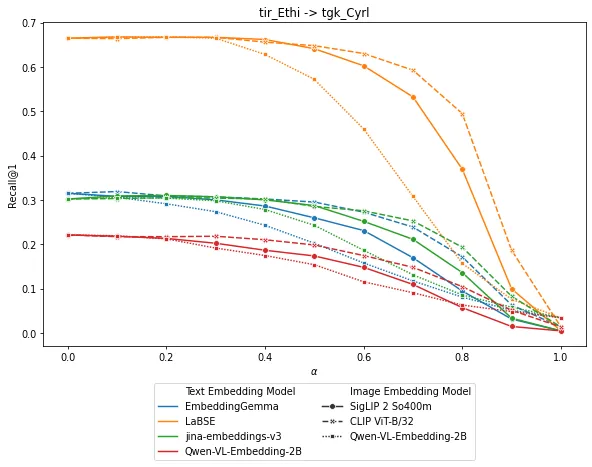 tir_Ethi -> tgk_Cyrl
0.7
0.6
0.5
0.4
0.3
0.2
0.1
0.0
Recall@1
0.0 0.2 0.4 0.6 0.8 1.0
α
Text Embedding Model Image Embedding Model
EmbeddingGemma SigLIP 2 So400m
LaBSE CLIP ViT-B/32
jina-embeddings-v3 Qwen-VL-Embedding-2B
Qwen-VL-Embedding-2B